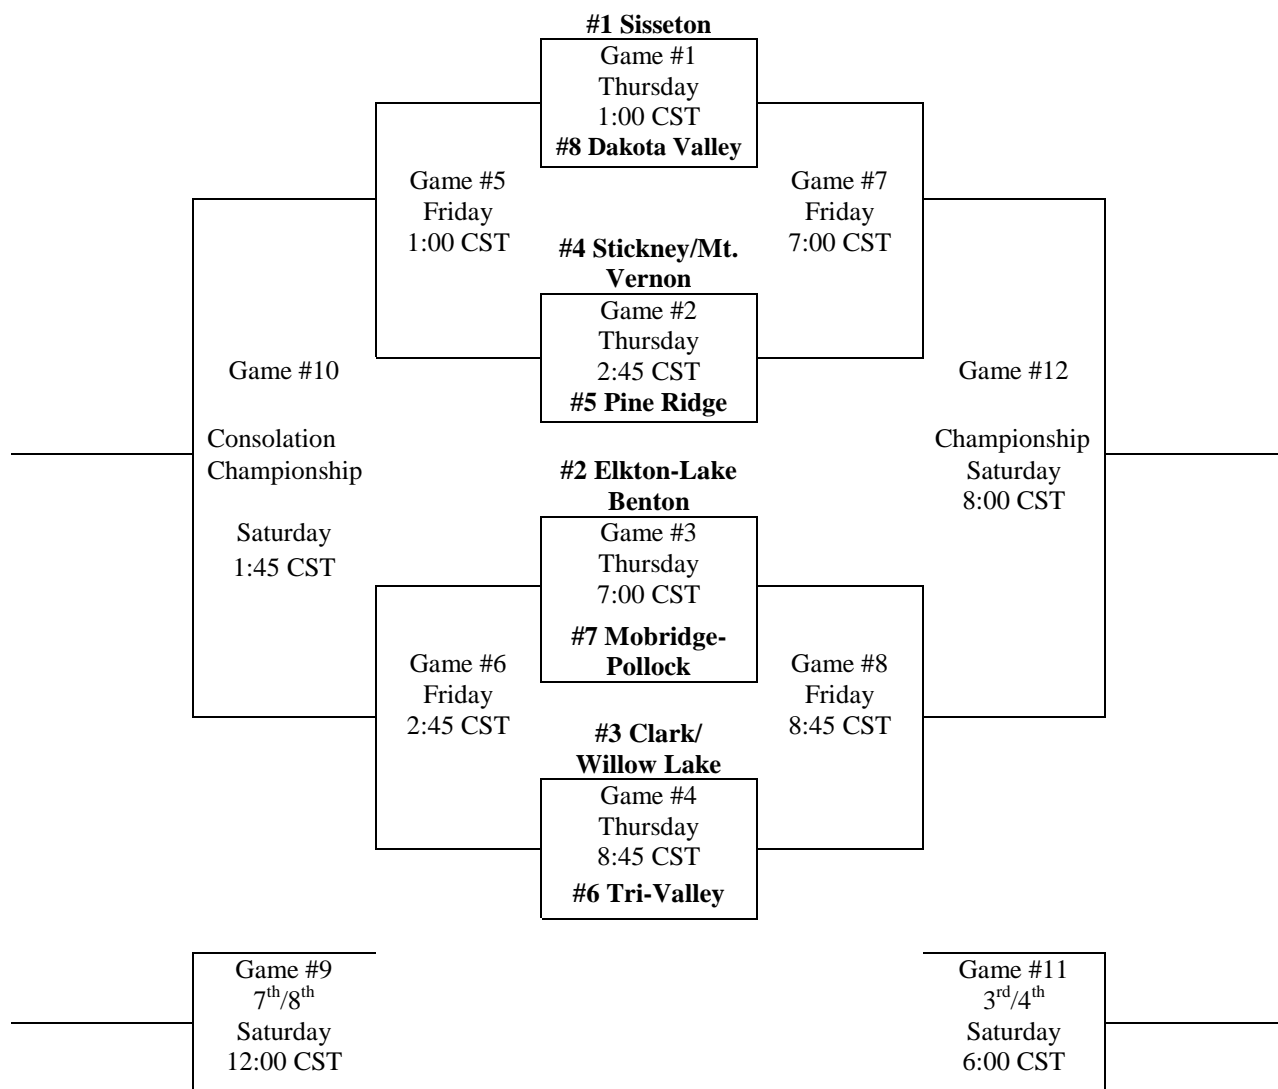 #1 Sisseton
Game #1
Thursday
1:00 CST
#8 Dakota Valley
Game #5
Friday
1:00 CST
Game #7
Friday
7:00 CST
#4 Stickney/Mt.
Vernon
Game #2
Thursday
2:45 CST
#5 Pine Ridge
Game #10
Consolation
Championship
Saturday
1:45 CST
Game #12
Championship
Saturday
8:00 CST
#2 Elkton-Lake
Benton
Game #3
Thursday
7:00 CST
#7 Mobridge-
Pollock
Game #6
Friday
2:45 CST
Game #8
Friday
8:45 CST
#3 Clark/
Willow Lake
Game #4
Thursday
8:45 CST
#6 Tri-Valley
Game #9
7th/8th
Saturday
12:00 CST
Game #11
3rd/4th
Saturday
6:00 CST